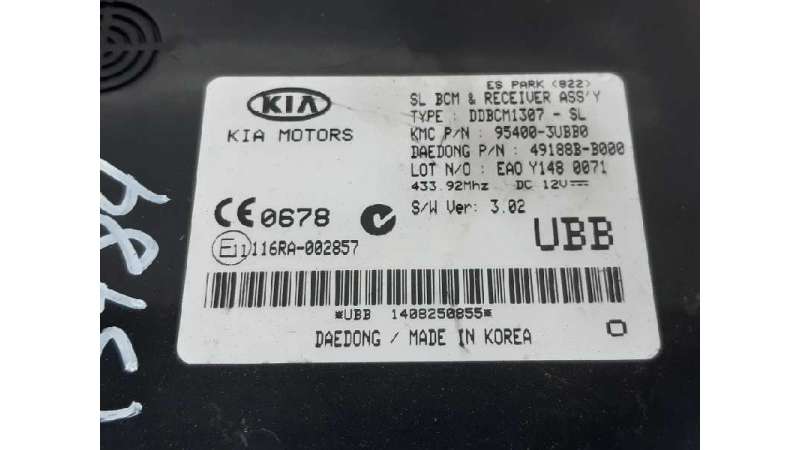 ES PARK (822)
KIA
KIA MOTORS
SL BCM & RECEIVER ASS'Y
TYPE : DDBCM1307 - SL
KMC P/N : 95400-3UBB0
DAEDONG P/N : 49188B-B000
LOT N/O : EAO Y148 0071
433.92Mhz DC 12V
S/W Ver: 3.02
CE 0678
UBB
E11 116RA-002857
*UBB 1408250855*
DAEDONG / MADE IN KOREA